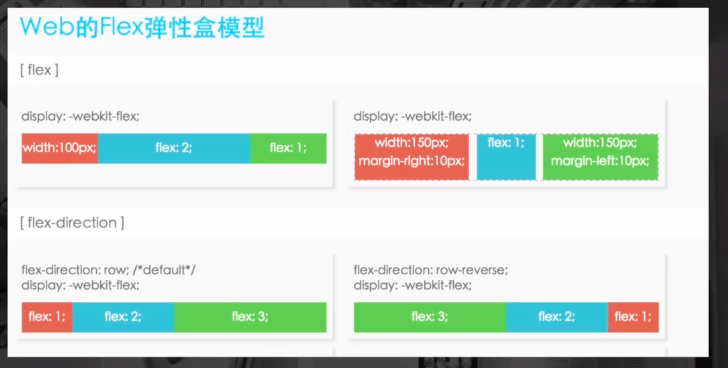 Web的Flex弹性盒模型
[ flex ]
display: -webkit-flex;
width:100px;
flex: 2;
flex: 1;
display: -webkit-flex;
width:150px;
margin-right:10px;
flex: 1;
width:150px;
margin-left:10px;
[ flex-direction ]
flex-direction: row; /*default*/
display: -webkit-flex;
flex: 1;
flex: 2;
flex: 3;
flex-direction: row-reverse;
display: -webkit-flex;
flex: 3;
flex: 2;
flex: 1;